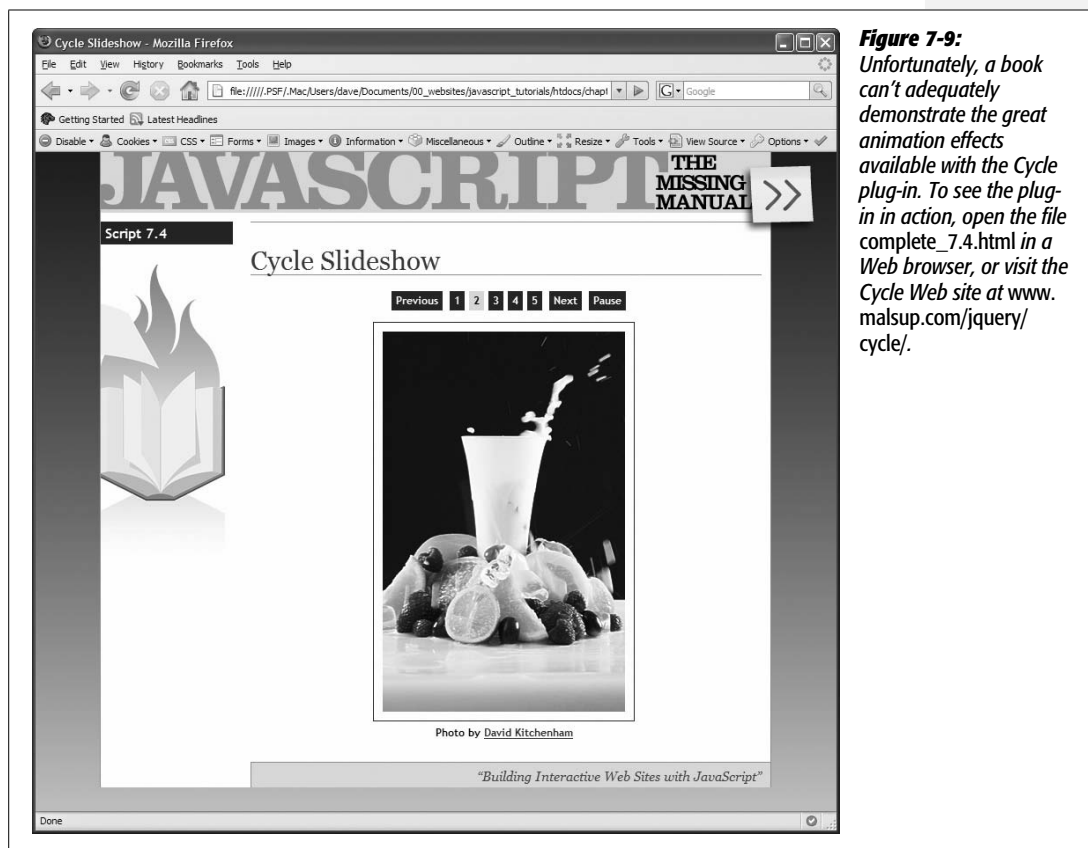 Cycle Slideshow - Mozilla Firefox
File Edit View History Bookmarks Tools Help
file://///.PSF/.Mac/Users/dave/Documents/00_websites/javascript_tutorials/htdocs/chapt
G Google
Getting Started Latest Headlines
Disable Cookies CSS Forms Images Information Miscellaneous Outline Resize Tools View Source Options
JAVASCRIPT THE
MISSING
MANUAL
>>
Script 7.4
Cycle Slideshow
Previous 1 2 3 4 5 Next Pause
Photo by David Kitchenham
“Building Interactive Web Sites with JavaScript”
Done
Figure 7-9:
Unfortunately, a book
can’t adequately
demonstrate the great
animation effects
available with the Cycle
plug-in. To see the plug-
in in action, open the file
complete_7.4.html in a
Web browser, or visit the
Cycle Web site at www.
malsup.com/jquery/
cycle/.